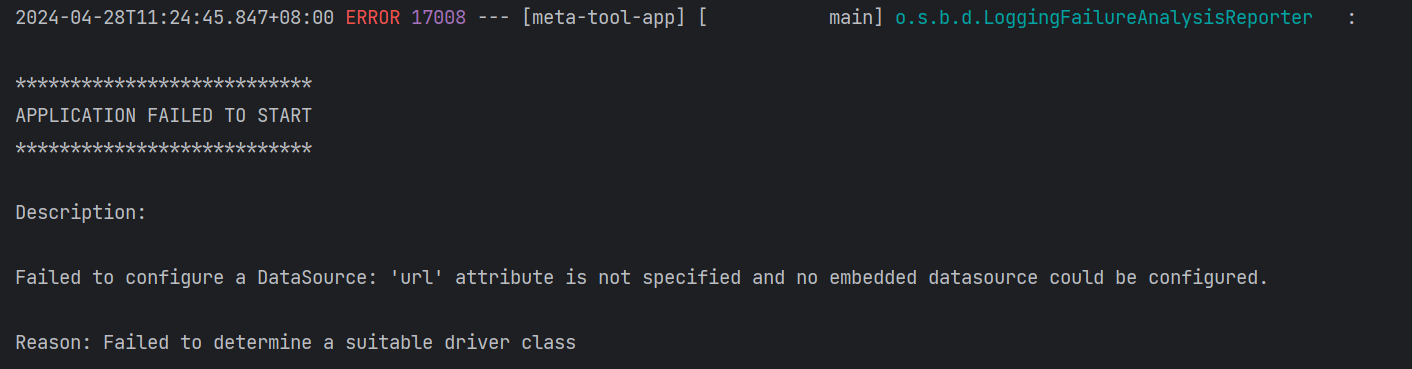 2024-04-28T11:24:45.847+08:00 ERROR 17008 --- [meta-tool-app] [           main] o.s.b.d.LoggingFailureAnalysisReporter   :
***************************
APPLICATION FAILED TO START
***************************
Description:
Failed to configure a DataSource: 'url' attribute is not specified and no embedded datasource could be configured.
Reason: Failed to determine a suitable driver class